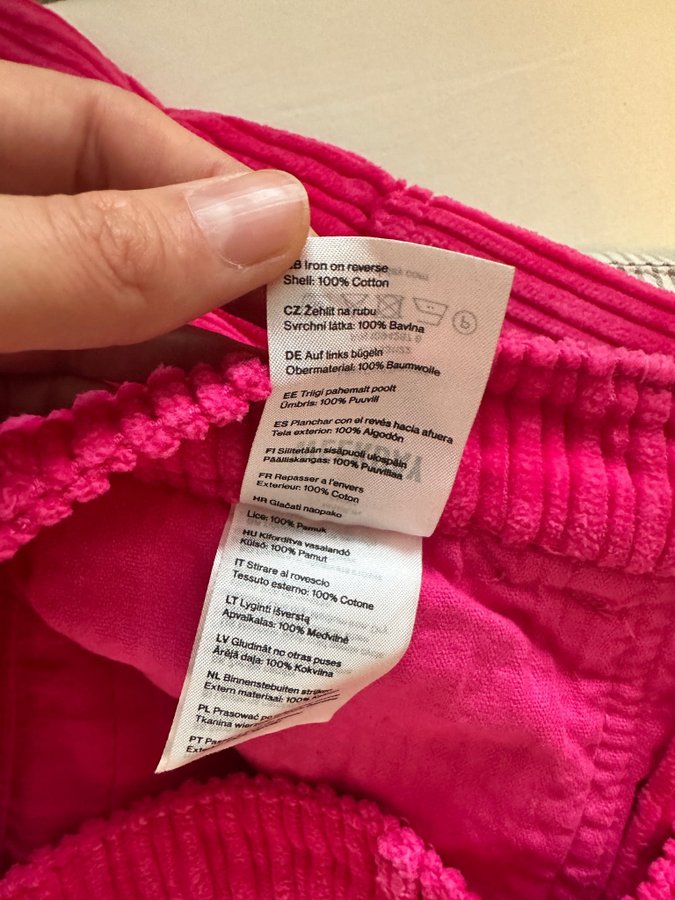 GB Iron on reverse
Shell: 100% Cotton
CZ Žehlit na rubu
Svrchní látka: 100% Bavlna
DE Auf links bügeln
Obermaterial: 100% Baumwolle
EE Triigi pahemalt poolt
Ümbris: 100% Puuvill
ES Planchar con el revés hacia afuera
Tela exterior: 100% Algodón
FI Silitetään sisäpuoli ulospäin
Päälliskangas: 100% Puuvillaa
FR Repasser a l'envers
Exterieur: 100% Coton
HR Glačati naopako
Lice: 100% Pamuk
HU Kifordítva vasalandó
Külső: 100% Pamut
IT Stirare al rovescio
Tessuto esterno: 100% Cotone
LT Lyginti išverstą
Apvalkalas: 100% Medvilnė
LV Gludināt no otras puses
Ārējā daļa: 100% Kokvilna
NL Binnenstebuiten strijken
Extern materiaal: 100%
PL Prasować
Tkanina
PT